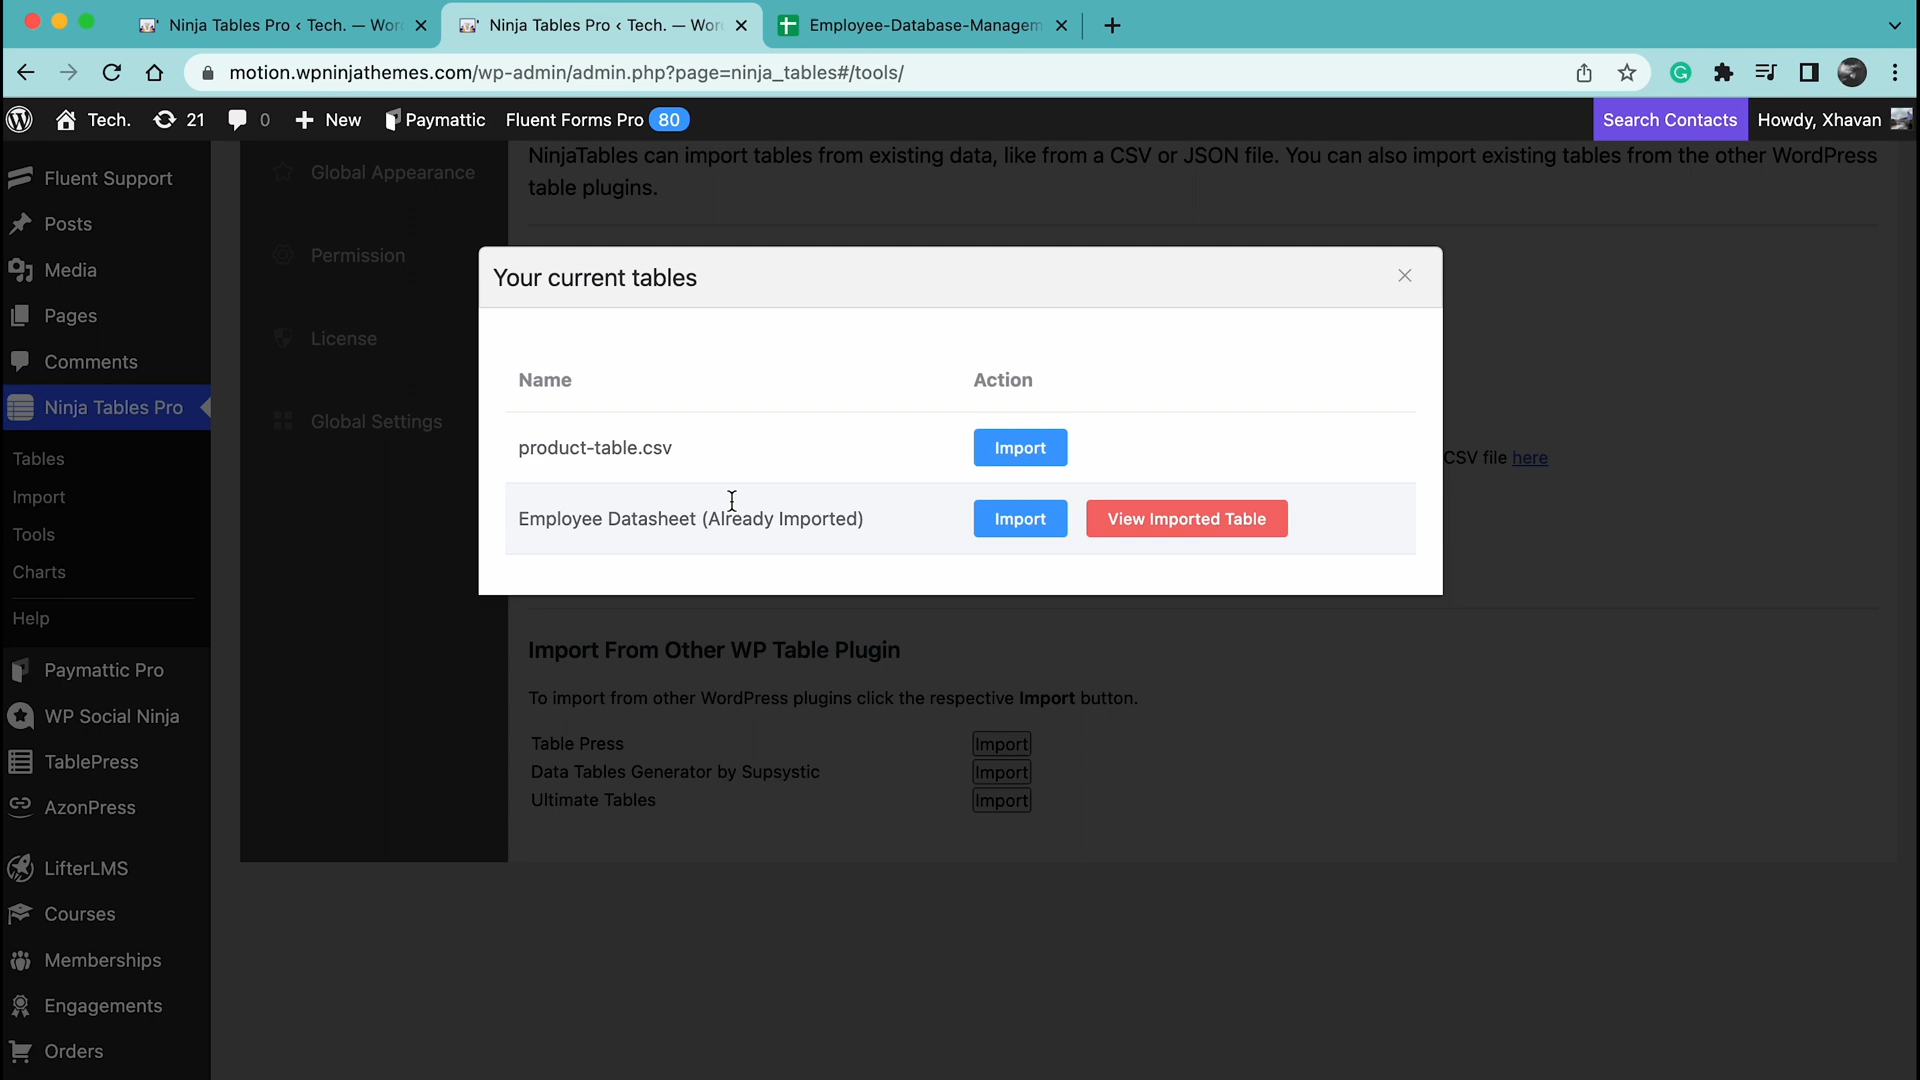 Ninja Tables Pro ‹ Tech. — Wor
Ninja Tables Pro ‹ Tech. — Wor
Employee-Database-Managem
motion.wpninjathemes.com/wp-admin/admin.php?page=ninja_tables#/tools/
Tech.
21
0
New
Paymattic
Fluent Forms Pro 80
Search Contacts
Howdy, Xhavan
Fluent Support
Posts
Media
Pages
Comments
Ninja Tables Pro
Tables
Import
Tools
Charts
Help
Paymattic Pro
WP Social Ninja
TablePress
AzonPress
LifterLMS
Courses
Memberships
Engagements
Orders
Global Appearance
Permission
License
Global Settings
NinjaTables can import tables from existing data, like from a CSV or JSON file. You can also import existing tables from the other WordPress
table plugins.
Your current tables
Name Action
product-table.csv Import
Employee Datasheet (Already Imported) Import View Imported Table
CSV file here
Import From Other WP Table Plugin
To import from other WordPress plugins click the respective Import button.
Table Press Import
Data Tables Generator by Supsystic Import
Ultimate Tables Import